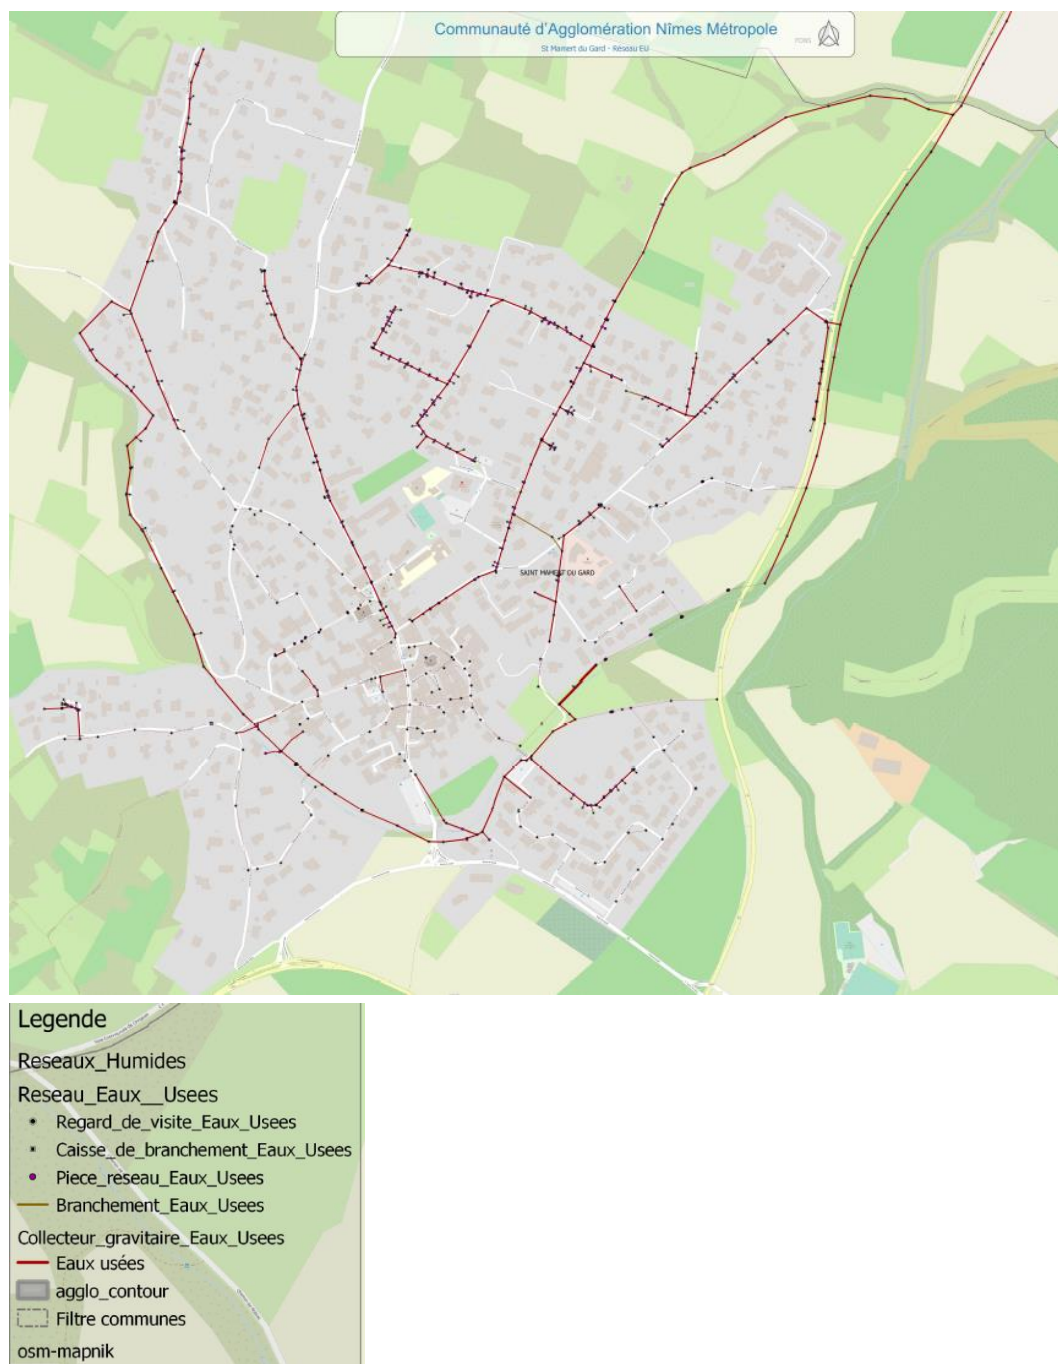 Communauté d'Agglomération Nîmes Métropole
St Mamert du Gard - Réseau EU
FONS
SAINT MAMERT DU GARD
Legende
Reseaux_Humides
Reseau_Eaux__Usees
Regard_de_visite_Eaux_Usees
Caisse_de_branchement_Eaux_Usees
Piece_reseau_Eaux_Usees
Branchement_Eaux_Usees
Collecteur_gravitaire_Eaux_Usees
Eaux usées
agglo_contour
Filtre communes
osm-mapnik